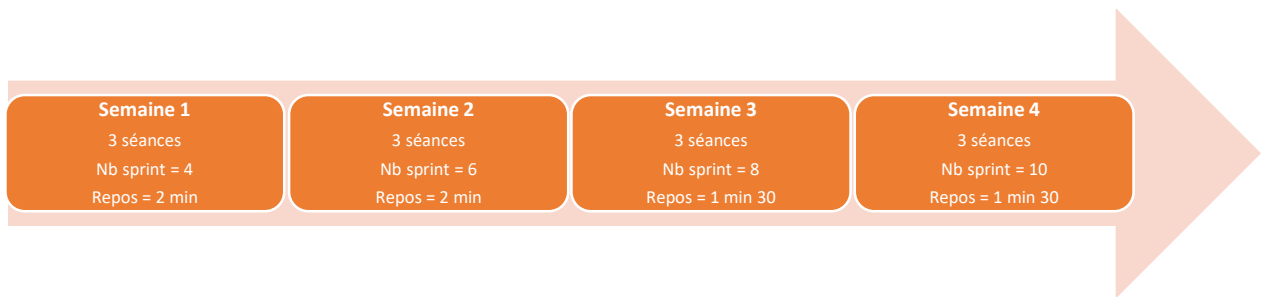 Semaine 1
3 séances
Nb sprint = 4
Repos = 2 min
Semaine 2
3 séances
Nb sprint = 6
Repos = 2 min
Semaine 3
3 séances
Nb sprint = 8
Repos = 1 min 30
Semaine 4
3 séances
Nb sprint = 10
Repos = 1 min 30